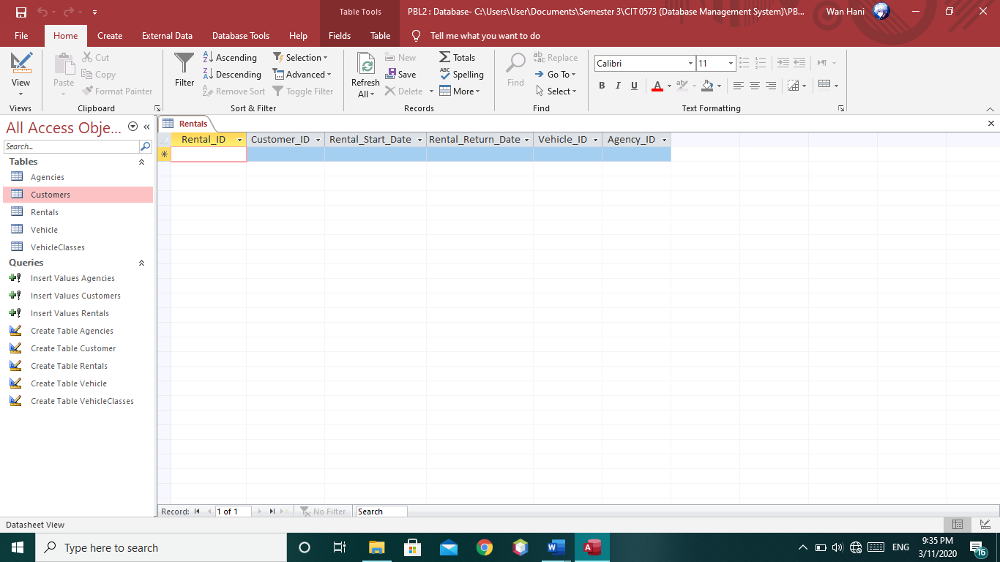 Table Tools
PBL2 : Database- C:\Users\User\Documents\Semester 3\CIT 0573 (Database Management System)\PB...
Wan Hani
File Home Create External Data Database Tools Help Fields Table Tell me what you want to do
View
Views
Paste
Cut
Copy
Format Painter
Clipboard
Filter
Ascending
Descending
Remove Sort
Selection
Advanced
Toggle Filter
Sort & Filter
Refresh
All
New
Save
Delete
Totals
Spelling
More
Records
Find
Replace
Go To
Select
Find
Calibri 11
B I U A
Text Formatting
All Access Obje...
Search...
Tables
Agencies
Customers
Rentals
Vehicle
VehicleClasses
Queries
Insert Values Agencies
Insert Values Customers
Insert Values Rentals
Create Table Agencies
Create Table Customer
Create Table Rentals
Create Table Vehicle
Create Table VehicleClasses
Rentals
Rental_ID Customer_ID Rental_Start_Date Rental_Return_Date Vehicle_ID Agency_ID
Record: 1 of 1 No Filter Search
Datasheet View
Type here to search
ENG
9:35 PM
3/11/2020
16